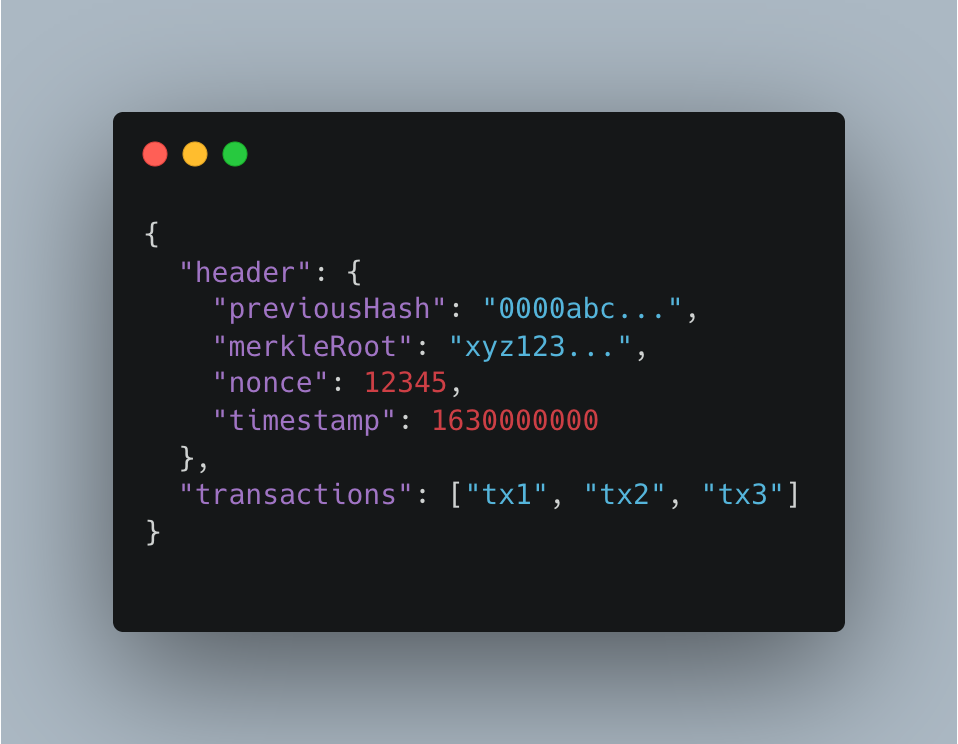 {
  "header": {
    "previousHash": "0000abc...",
    "merkleRoot": "xyz123...",
    "nonce": 12345,
    "timestamp": 1630000000
  },
  "transactions": ["tx1", "tx2", "tx3"]
}